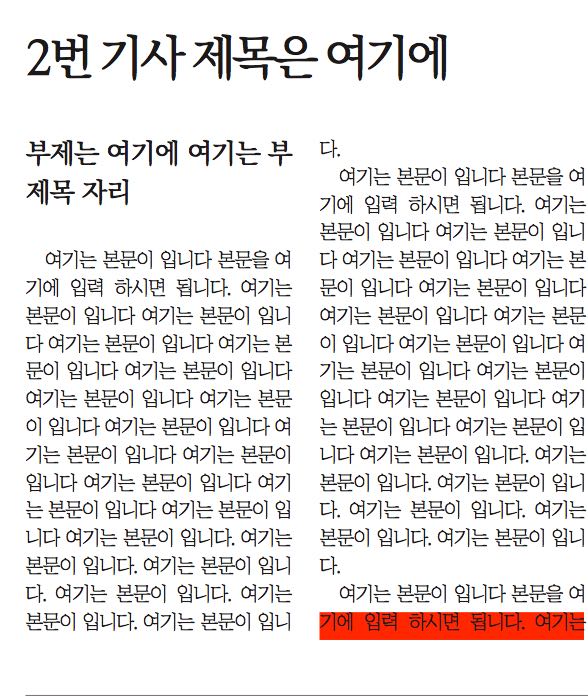 2번 기사 제목은 여기에
부제는 여기에 여기는 부
제목 자리
여기는 본문이 입니다 본문을 여
기에 입력 하시면 됩니다. 여기는
본문이 입니다 여기는 본문이 입니
다 여기는 본문이 입니다 여기는 본
문이 입니다 여기는 본문이 입니다
여기는 본문이 입니다 여기는 본문
이 입니다 여기는 본문이 입니다 여
기는 본문이 입니다 여기는 본문이
입니다 여기는 본문이 입니다 여기
는 본문이 입니다 여기는 본문이 입
니다 여기는 본문이 입니다. 여기는
본문이 입니다. 여기는 본문이 입니
다. 여기는 본문이 입니다. 여기는
본문이 입니다. 여기는 본문이 입니
다.
여기는 본문이 입니다 본문을 여
기에 입력 하시면 됩니다. 여기는
본문이 입니다 여기는 본문이 입니
다 여기는 본문이 입니다 여기는 본
문이 입니다 여기는 본문이 입니다
여기는 본문이 입니다 여기는 본문
이 입니다 여기는 본문이 입니다 여
기는 본문이 입니다 여기는 본문이
입니다 여기는 본문이 입니다 여기
는 본문이 입니다 여기는 본문이 입
니다 여기는 본문이 입니다. 여기는
본문이 입니다. 여기는 본문이 입니
다. 여기는 본문이 입니다. 여기는
본문이 입니다. 여기는 본문이 입니
다.
여기는 본문이 입니다 본문을 여
기에 입력 하시면 됩니다. 여기는